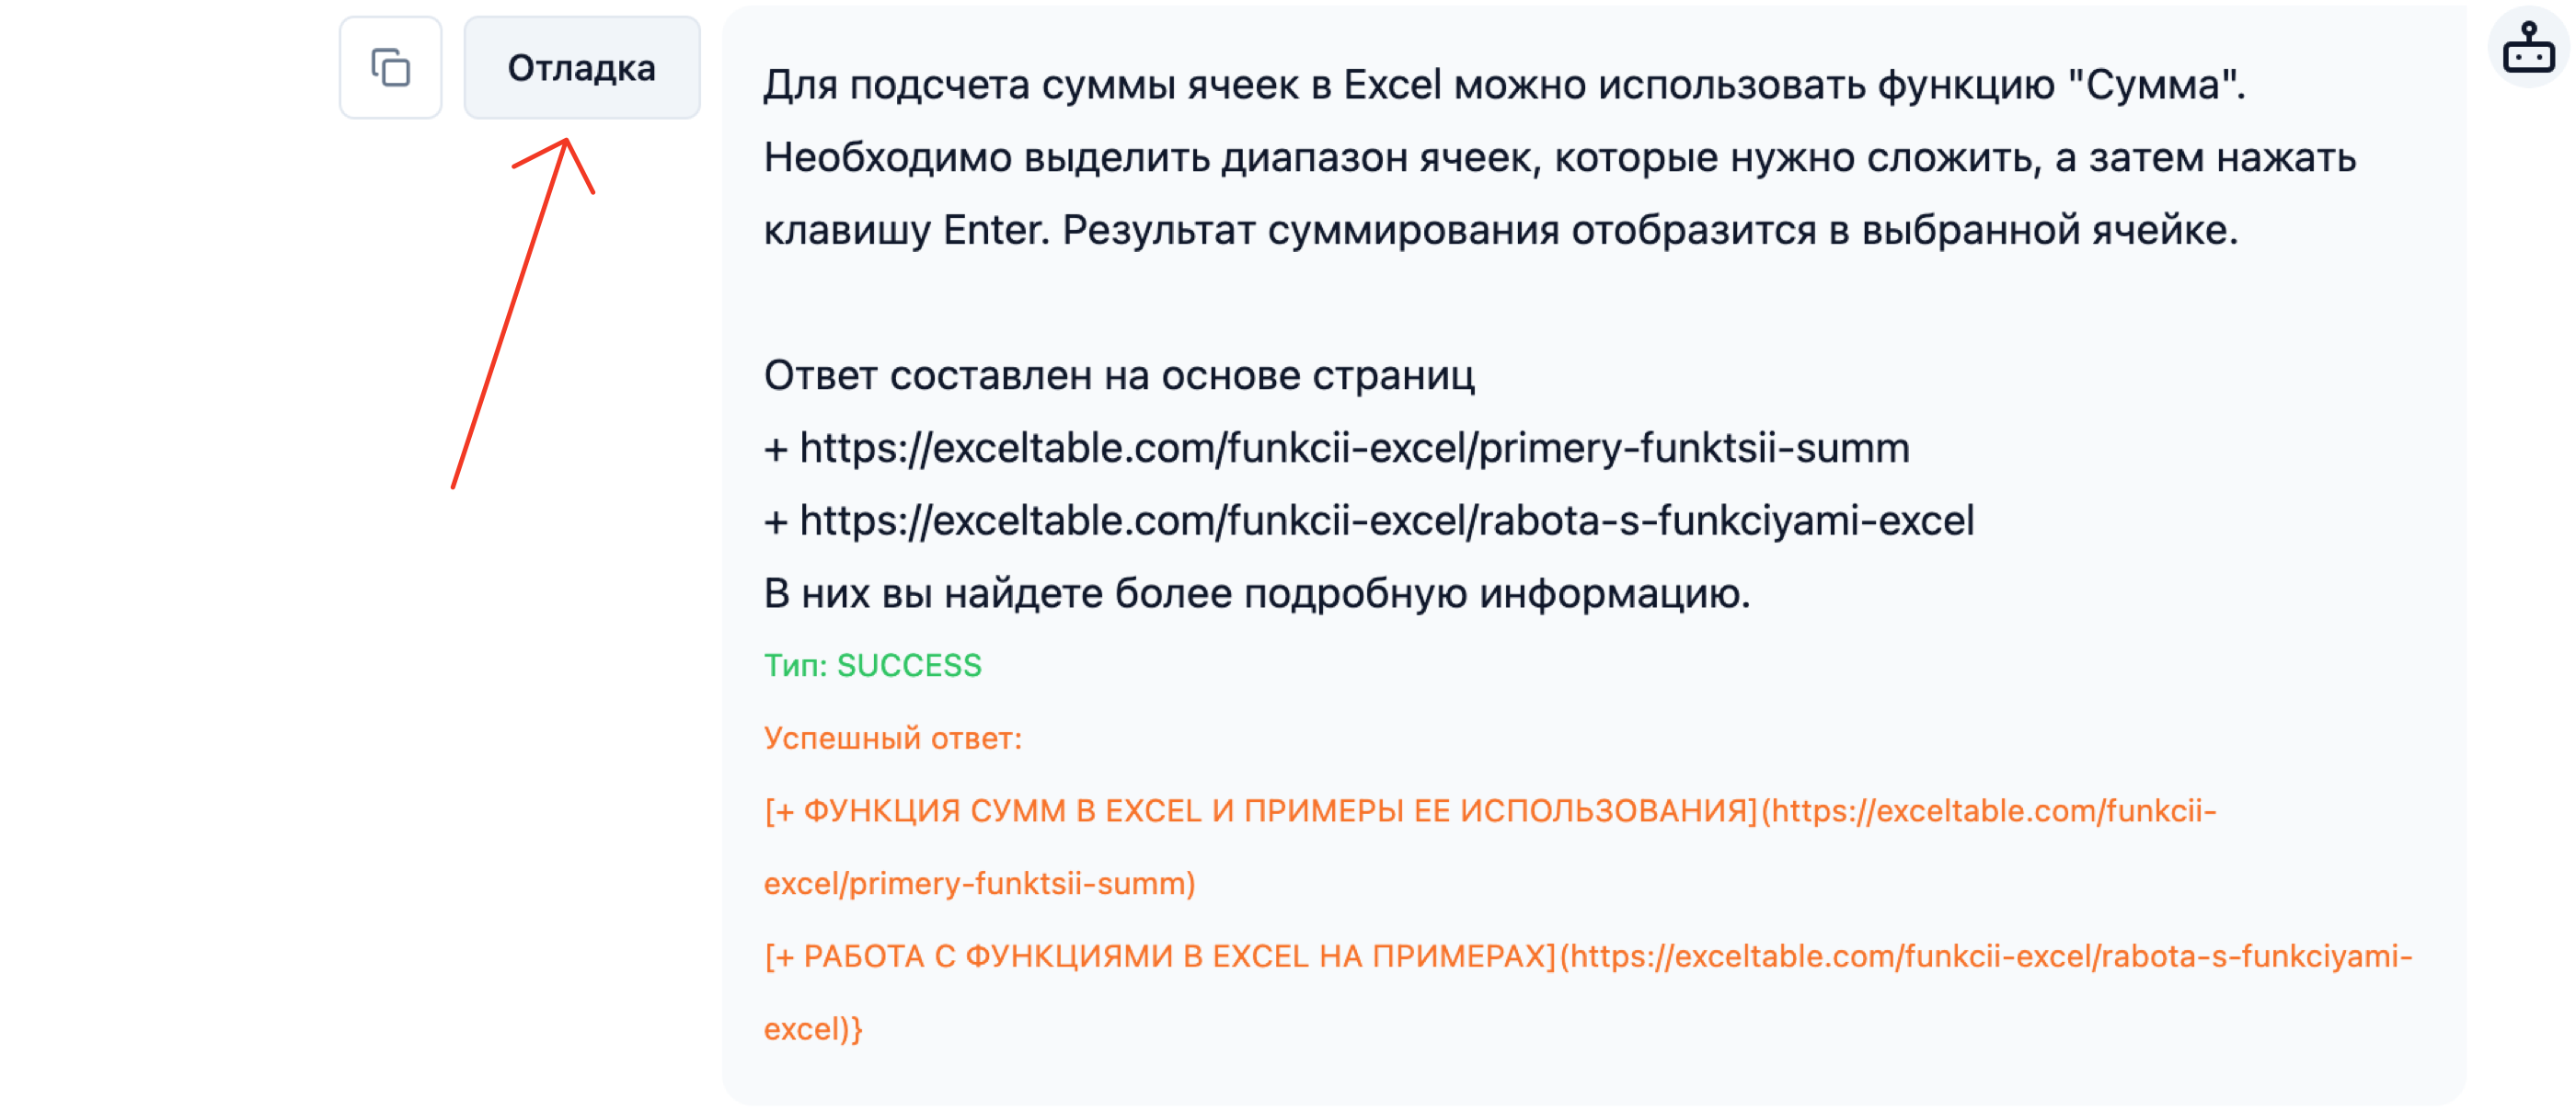 Отладка
Для подсчета суммы ячеек в Excel можно использовать функцию "Сумма".
Необходимо выделить диапазон ячеек, которые нужно сложить, а затем нажать
клавишу Enter. Результат суммирования отобразится в выбранной ячейке.
Ответ составлен на основе страниц
+ https://exceltable.com/funkcii-excel/primery-funktsii-summ
+ https://exceltable.com/funkcii-excel/rabota-s-funkciyami-excel
В них вы найдете более подробную информацию.
Тип: SUCCESS
Успешный ответ:
[+ ФУНКЦИЯ СУММ В EXCEL И ПРИМЕРЫ ЕЕ ИСПОЛЬЗОВАНИЯ](https://exceltable.com/funkcii-
excel/primery-funktsii-summ)
[+ РАБОТА С ФУНКЦИЯМИ В EXCEL НА ПРИМЕРАХ](https://exceltable.com/funkcii-excel/rabota-s-funkciyami-
excel)}